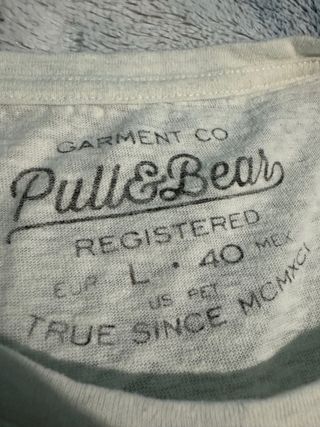 GARMENT CO
Pull&Bear
REGISTERED
EUR L • 40 MEX
US PET
TRUE SINCE MCMXCI